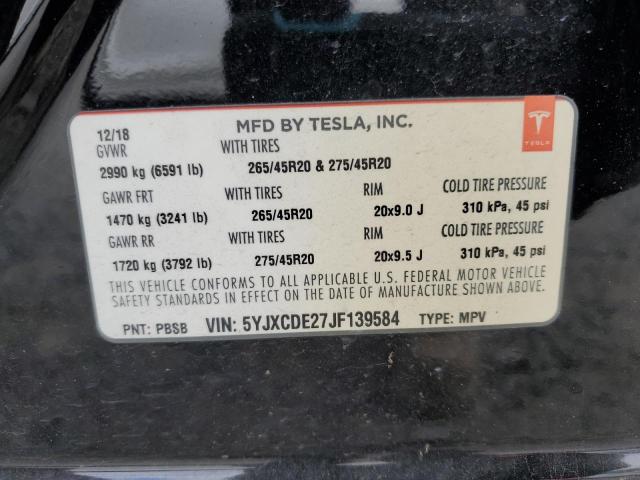 12/18 MFD BY TESLA, INC.
GVWR WITH TIRES
2990 kg (6591 lb) 265/45R20 & 275/45R20
TESLA
GAWR FRT WITH TIRES RIM COLD TIRE PRESSURE
1470 kg (3241 lb) 265/45R20 20x9.0 J 310 kPa, 45 psi
GAWR RR WITH TIRES RIM COLD TIRE PRESSURE
1720 kg (3792 lb) 275/45R20 20x9.5 J 310 kPa, 45 psi
THIS VEHICLE CONFORMS TO ALL APPLICABLE U.S. FEDERAL MOTOR VEHICLE
SAFETY STANDARDS IN EFFECT ON THE DATE OF MANUFACTURE SHOWN ABOVE.
PNT: PBSB VIN: 5YJXCDE27JF139584 TYPE: MPV